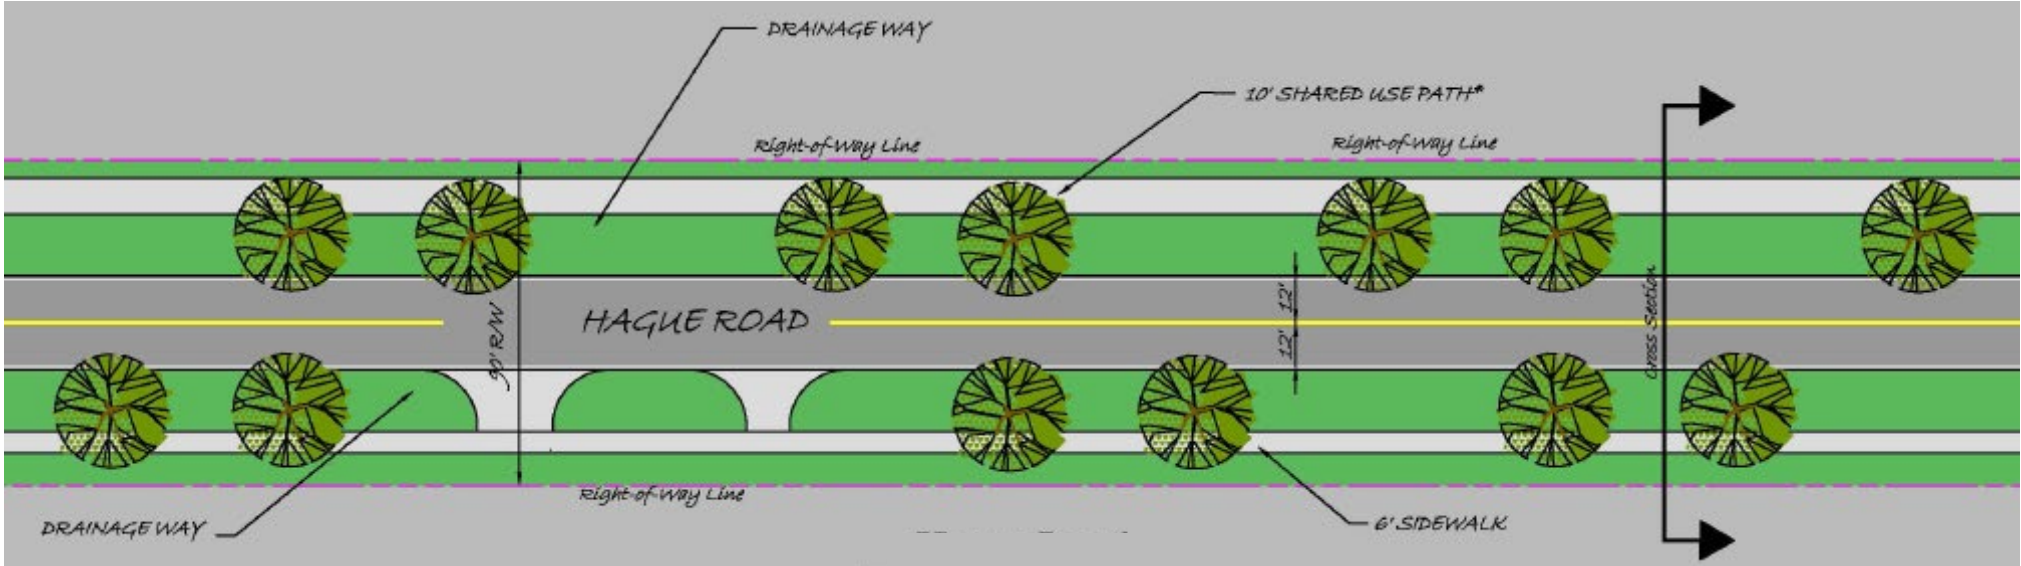 DRAINAGE WAY
10' SHARED USE PATH*
Right-of-Way Line
Right-of-Way Line
12'
HAGUE ROAD
90' R/W
12'
Cross Section
Right-of-Way Line
DRAINAGE WAY
6' SIDEWALK